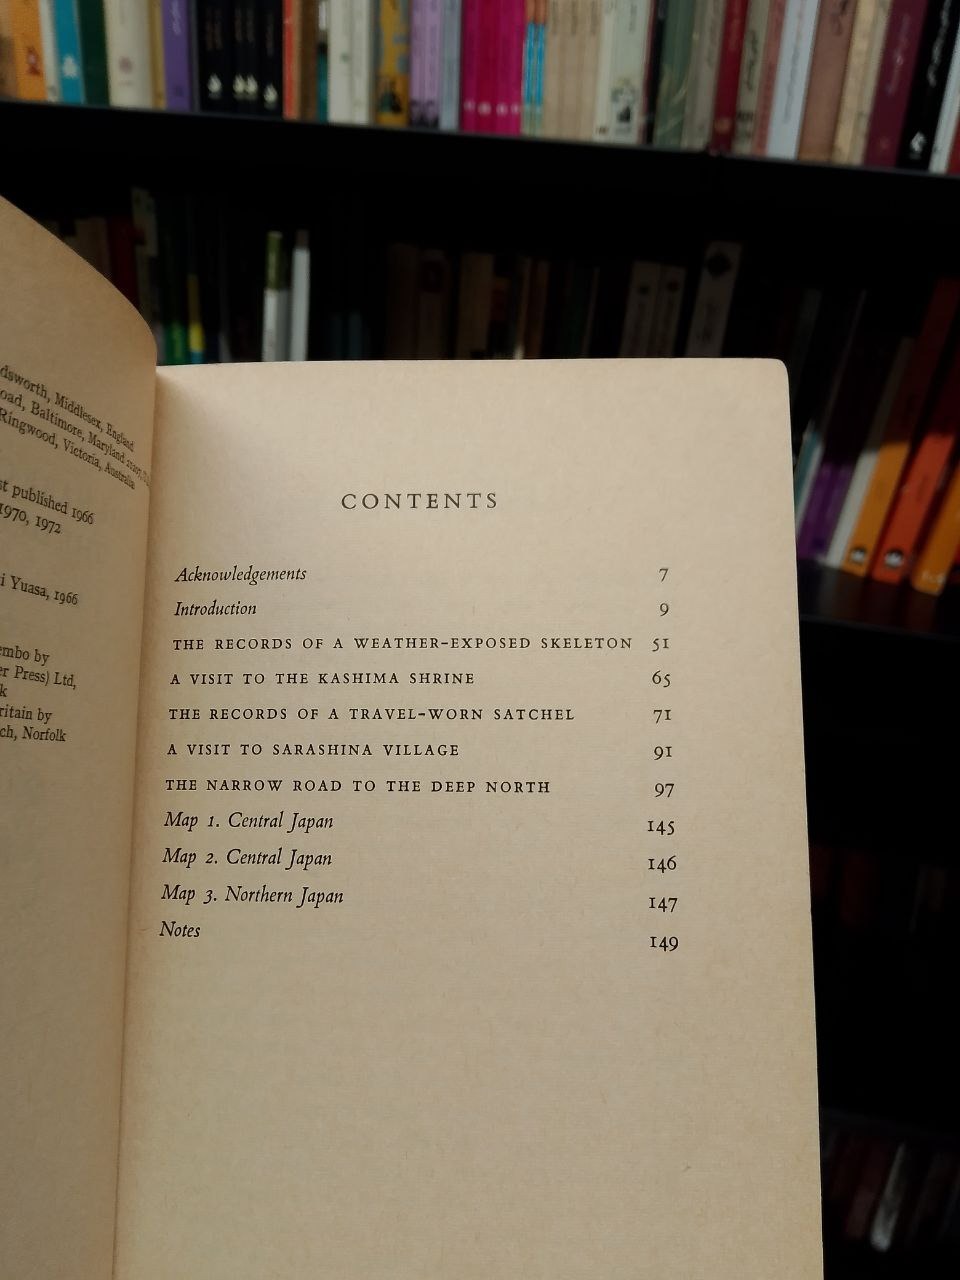 dsworth, Middlesex, England
oad, Baltimore, Maryland 21207,
Ringwood, Victoria, Australia
st published 1966
1970, 1972
i Yuasa, 1966
embo by
er Press) Ltd,
k
ritain by
ch, Norfolk
CONTENTS
Acknowledgements 7
Introduction 9
THE RECORDS OF A WEATHER-EXPOSED SKELETON 51
A VISIT TO THE KASHIMA SHRINE 65
THE RECORDS OF A TRAVEL-WORN SATCHEL 71
A VISIT TO SARASHINA VILLAGE 91
THE NARROW ROAD TO THE DEEP NORTH 97
Map 1. Central Japan 145
Map 2. Central Japan 146
Map 3. Northern Japan 147
Notes 149